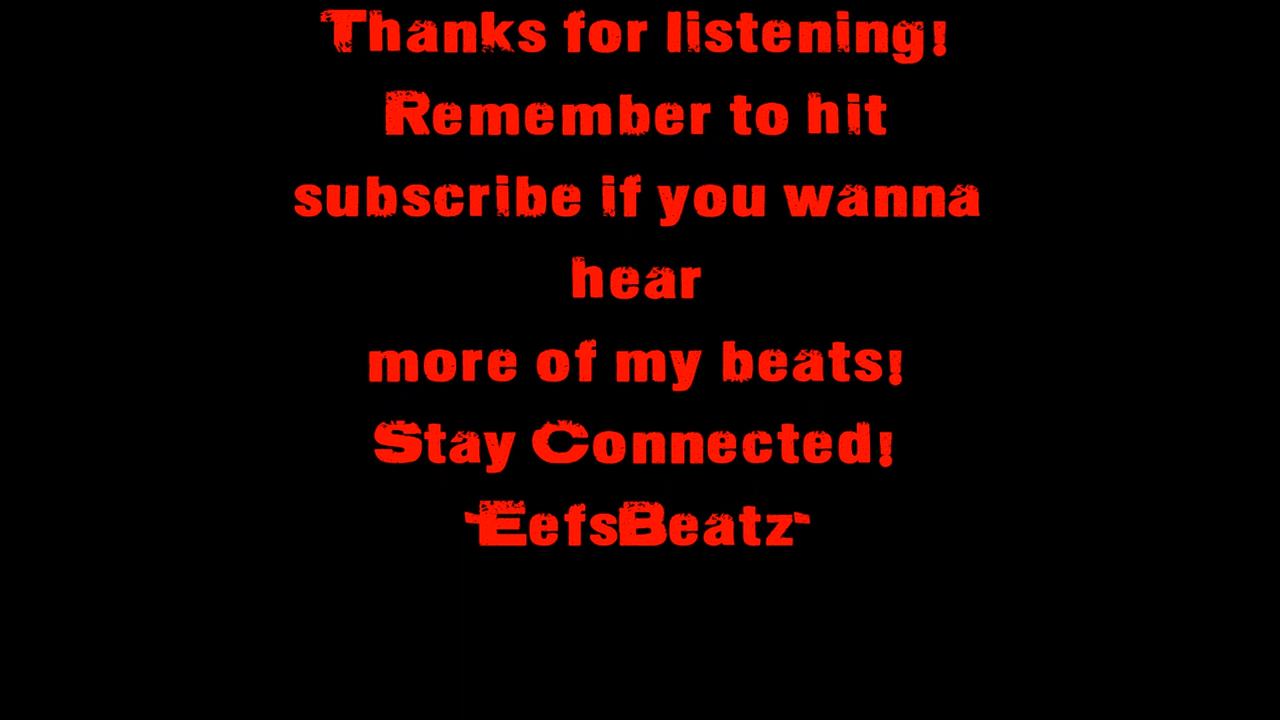 Thanks for listening!
Remember to hit
subscribe if you wanna
hear
more of my beats!
Stay Connected!
-EefsBeatz-